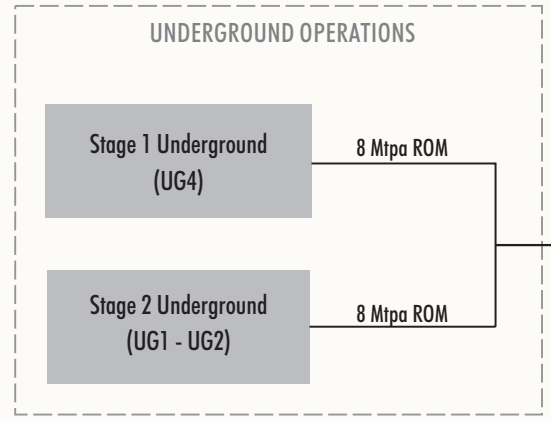 UNDERGROUND OPERATIONS
Stage 1 Underground
(UG4)
8 Mtpa ROM
Stage 2 Underground
(UG1 - UG2)
8 Mtpa ROM